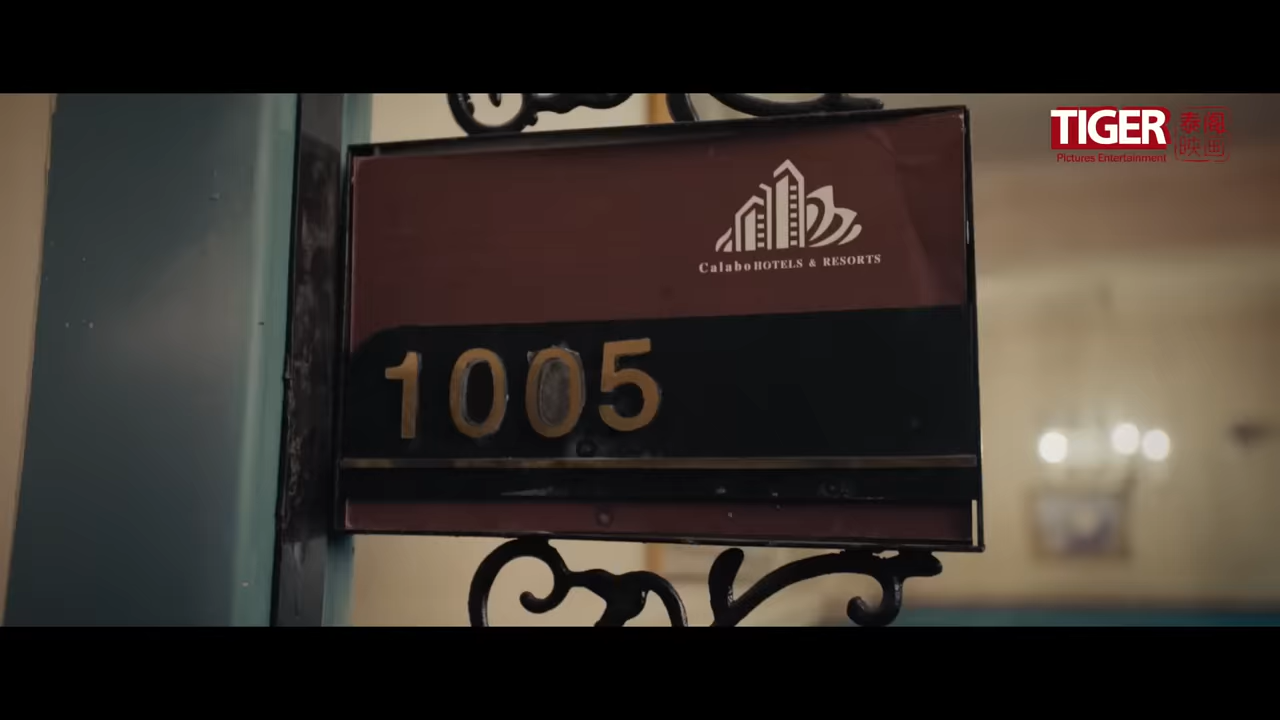 TIGER
Pictures Entertainment
泰阁
映画
Calabo HOTELS & RESORTS
1005